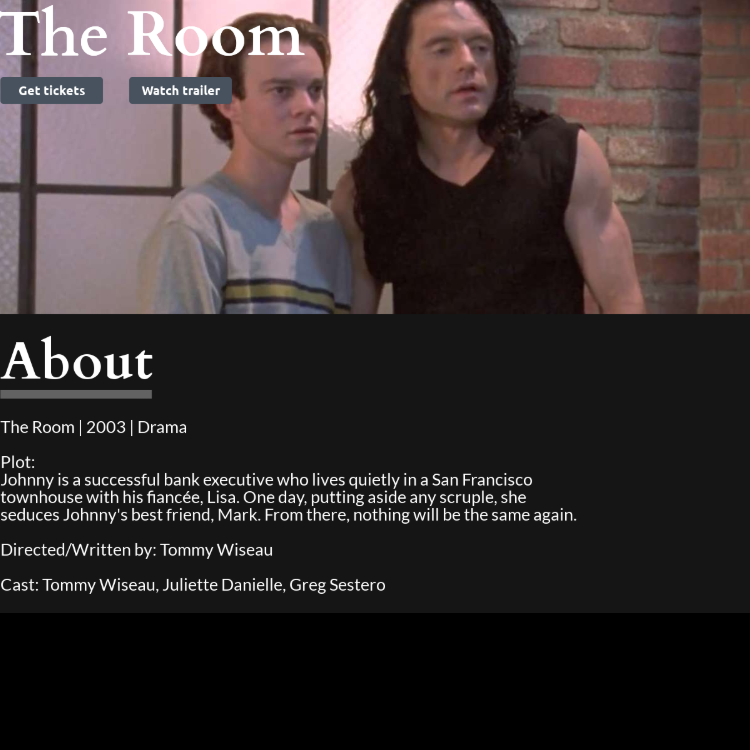 The Room
Get tickets
Watch trailer
About
The Room | 2003 | Drama
Plot:
Johnny is a successful bank executive who lives quietly in a San Francisco
townhouse with his fiancée, Lisa. One day, putting aside any scruple, she
seduces Johnny's best friend, Mark. From there, nothing will be the same again.
Directed/Written by: Tommy Wiseau
Cast: Tommy Wiseau, Juliette Danielle, Greg Sestero